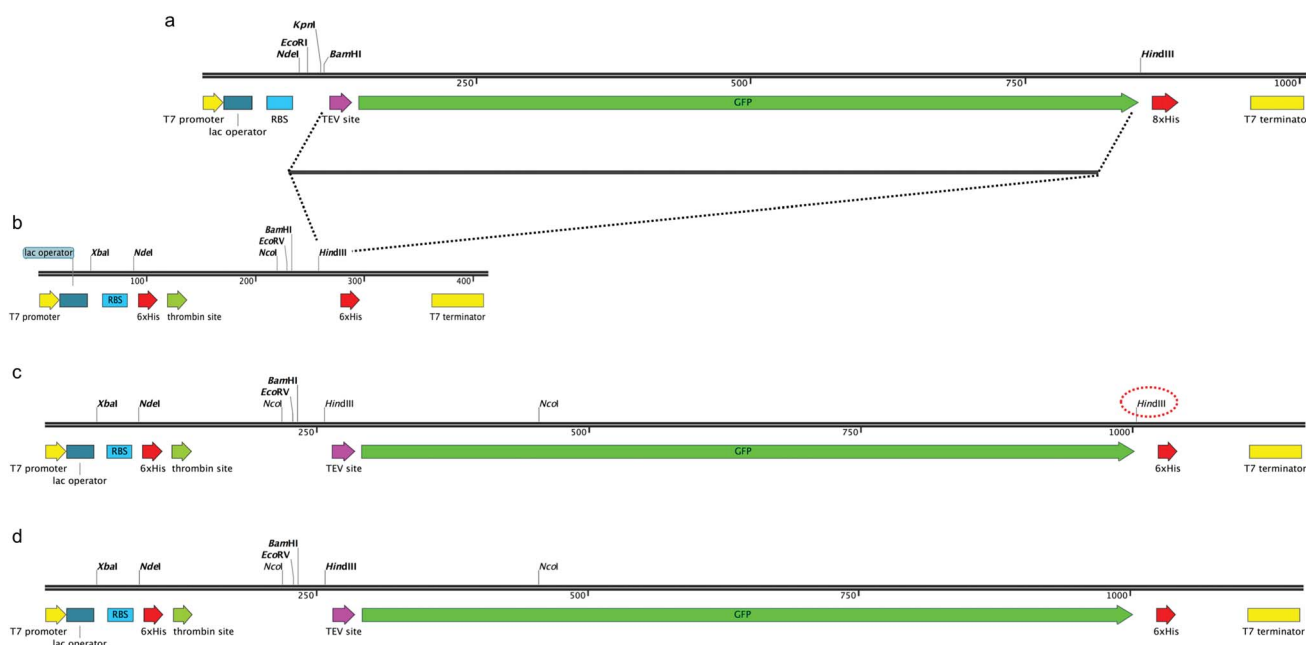 a
KpnI
EcoRI
NdeI
BamHI
HindIII
250
500
750
1000
GFP
T7 promoter
lac operator
RBS
TEV site
8xHis
T7 terminator
b
BamHI
EcoRV
lac operator
XbaI
NdeI
NcoI
HindIII
100
200
300
400
RBS
T7 promoter
6xHis
thrombin site
6xHis
T7 terminator
c
BamHI
EcoRV
XbaI
NdeI
NcoI
HindIII
NcoI
HindIII
250
500
750
1000
RBS
GFP
T7 promoter
6xHis
thrombin site
TEV site
6xHis
T7 terminator
lac operator
d
BamHI
EcoRV
XbaI
NdeI
NcoI
HindIII
NcoI
250
500
750
1000
RBS
GFP
T7 promoter
6xHis
thrombin site
TEV site
6xHis
T7 terminator
lac operator